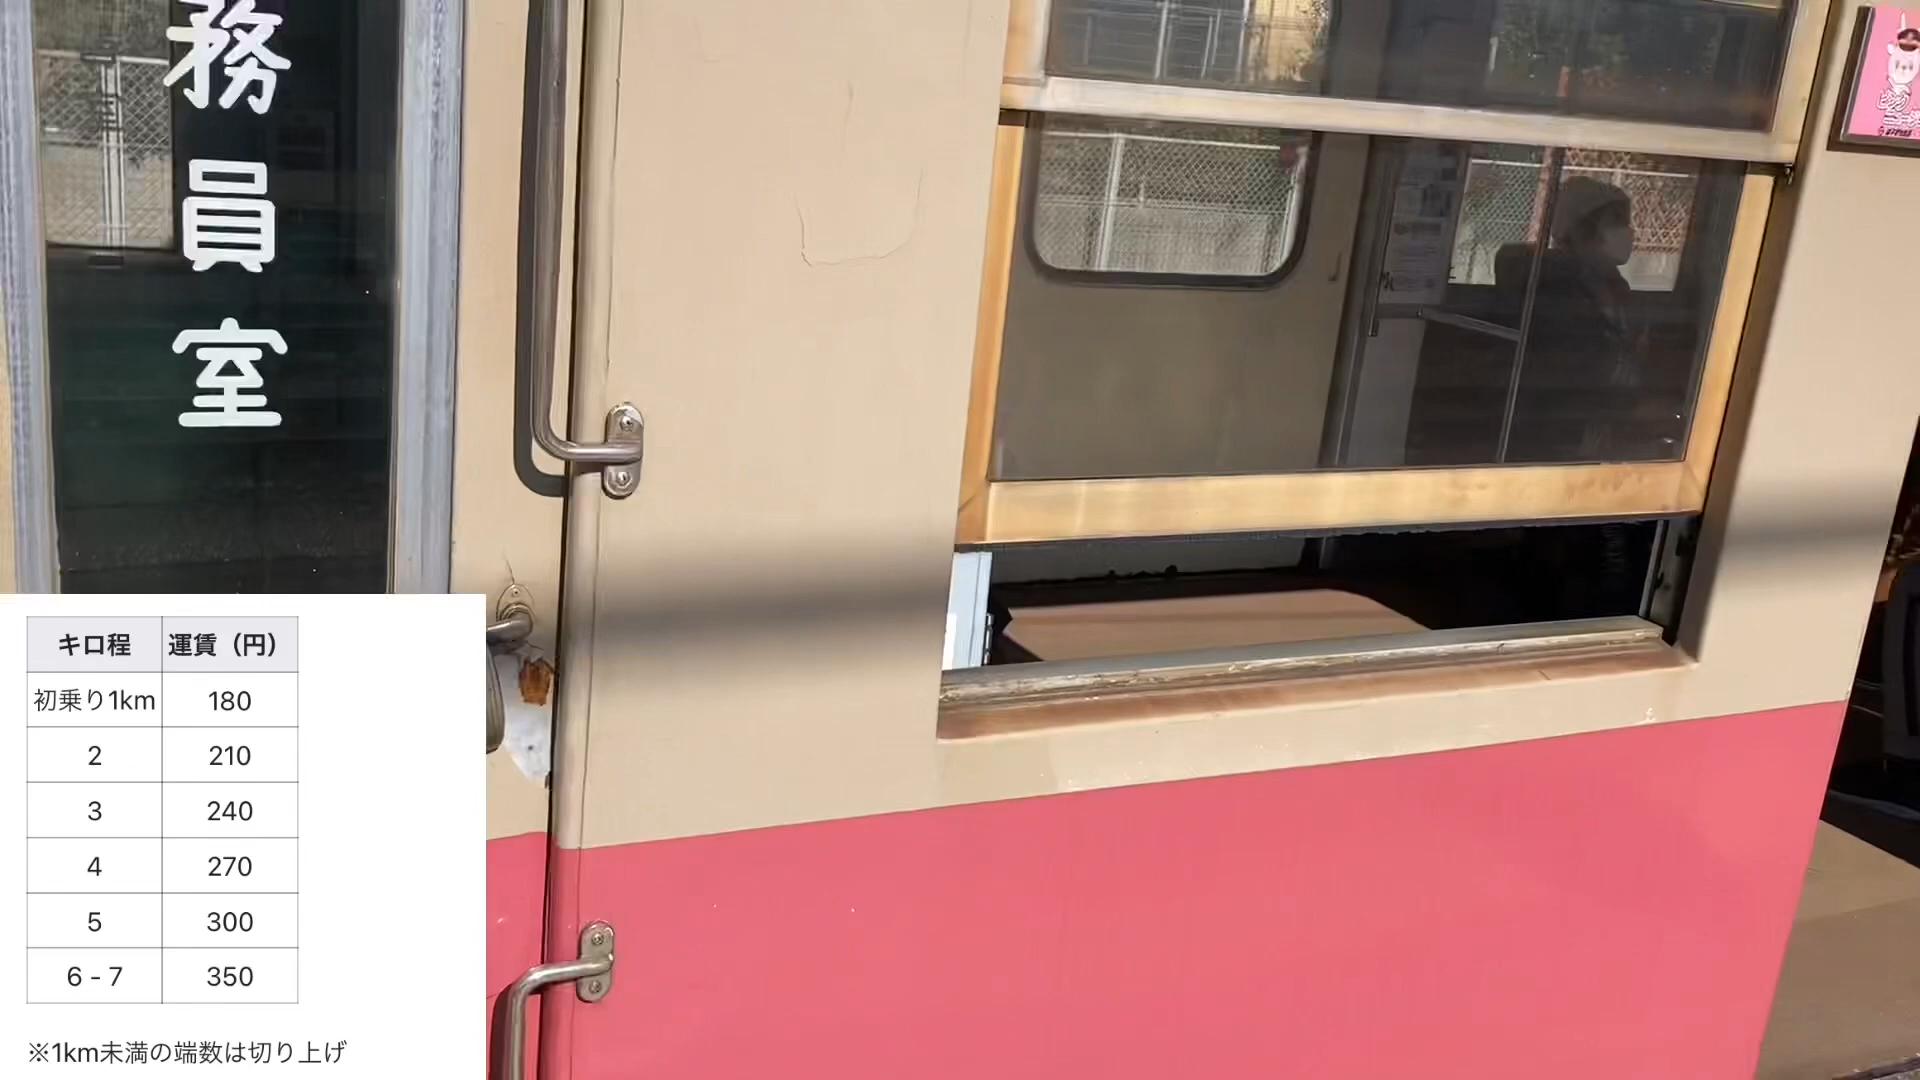 務
員
室
キロ程 運賃（円）
初乗り1km 180
2 210
3 240
4 270
5 300
6 - 7 350
※1km未満の端数は切り上げ